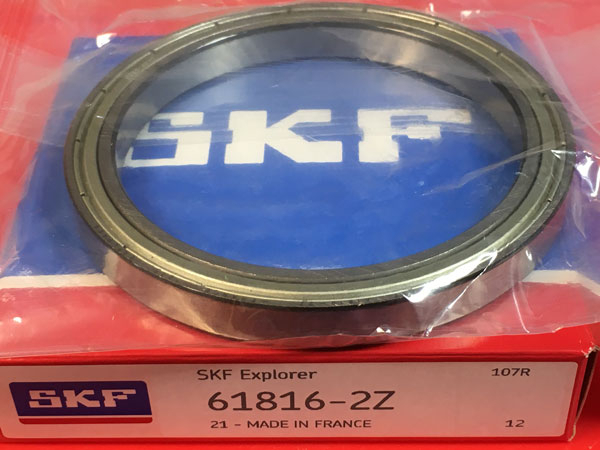 SKF
SKF Explorer 107R
SKF 61816-2Z
21 - MADE IN FRANCE 12